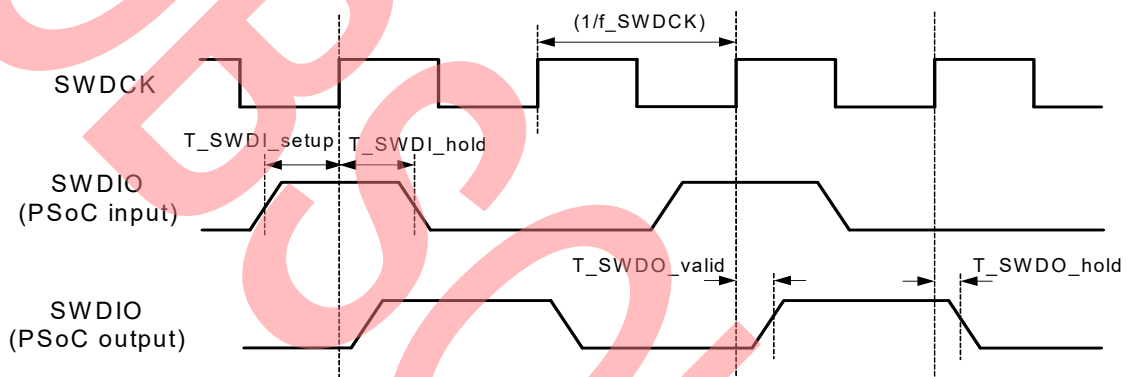 (1/f_SWDCK)
SWDCK
T_SWDI_setup
T_SWDI_hold
SWDIO
(PSoC input)
T_SWDO_valid
T_SWDO_hold
SWDIO
(PSoC output)